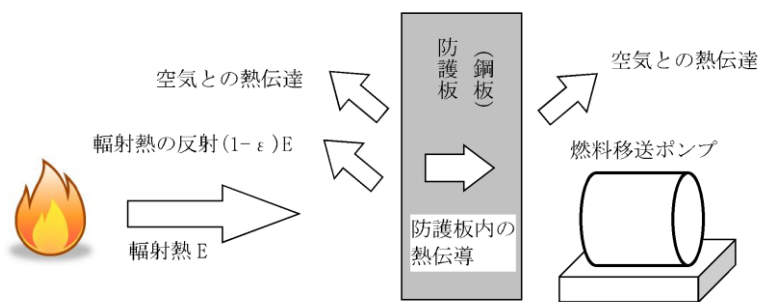 防護板
(鋼板)
空気との熱伝達
空気との熱伝達
輻射熱の反射(1-ε)E
燃料移送ポンプ
輻射熱E
防護板内の
熱伝導